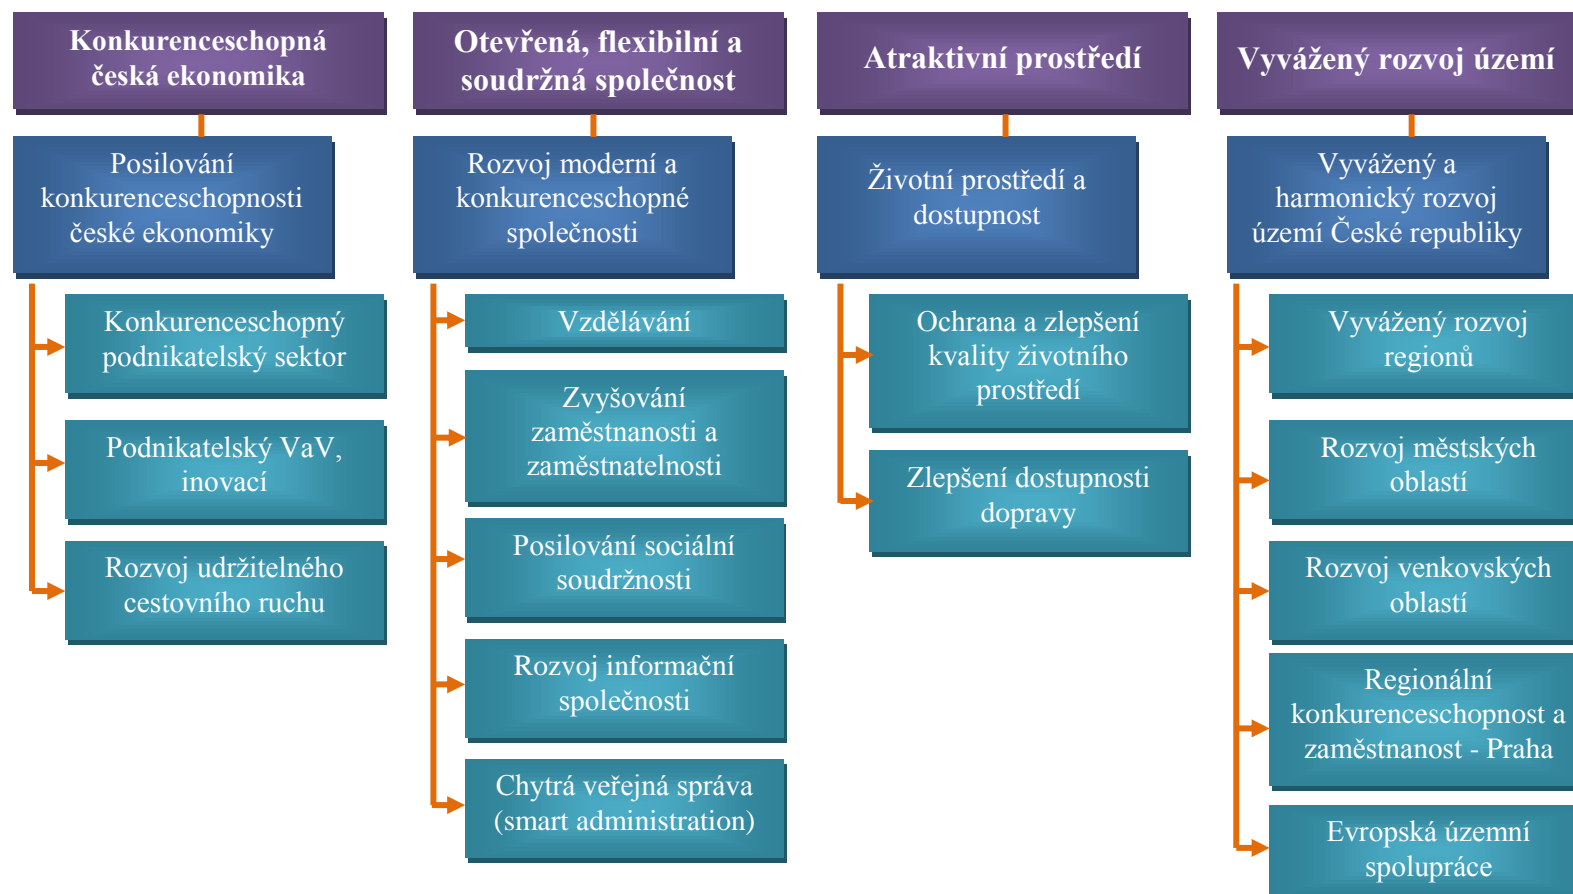 Konkurenceschopná
česká ekonomika
Posilování
konkurenceschopnosti
české ekonomiky
Konkurenceschopný
podnikatelský sektor
Podnikatelský VaV,
inovací
Rozvoj udržitelného
cestovního ruchu
Otevřená, flexibilní a
soudržná společnost
Rozvoj moderní a
konkurenceschopné
společnosti
Vzdělávání
Zvyšování
zaměstnanosti a
zaměstnatelnosti
Posilování sociální
soudržnosti
Rozvoj informační
společnosti
Chytrá veřejná správa
(smart administration)
Atraktivní prostředí
Životní prostředí a
dostupnost
Ochrana a zlepšení
kvality životního
prostředí
Zlepšení dostupnosti
dopravy
Vyvážený rozvoj území
Vyvážený a
harmonický rozvoj
území České republiky
Vyvážený rozvoj
regionů
Rozvoj městských
oblastí
Rozvoj venkovských
oblastí
Regionální
konkurenceschopnost a
zaměstnanost - Praha
Evropská územní
spolupráce